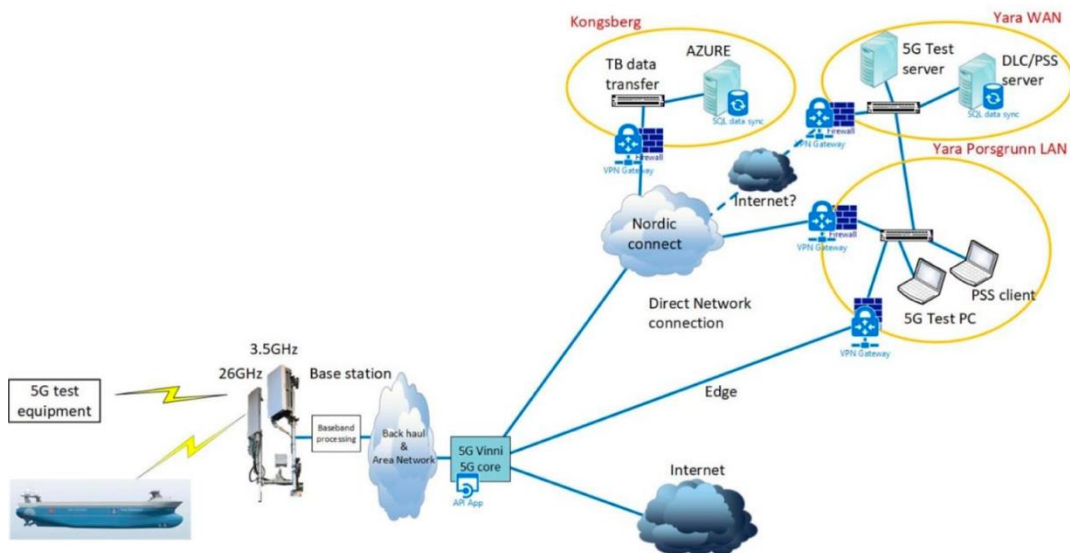 Kongsberg
Yara WAN
TB data
transfer
AZURE
SQL data sync
VPN Gateway
Firewall
5G Test
server
DLC/PSS
server
SQL data sync
Firewall
VPN Gateway
Yara Porsgrunn LAN
Internet?
Nordic
connect
Firewall
VPN Gateway
PSS client
5G Test PC
VPN Gateway
Direct Network
connection
Edge
3.5GHz
26GHz
Base station
5G test
equipment
Baseband
processing
Back haul
&
Area Network
5G Vinni
5G core
API App
Internet